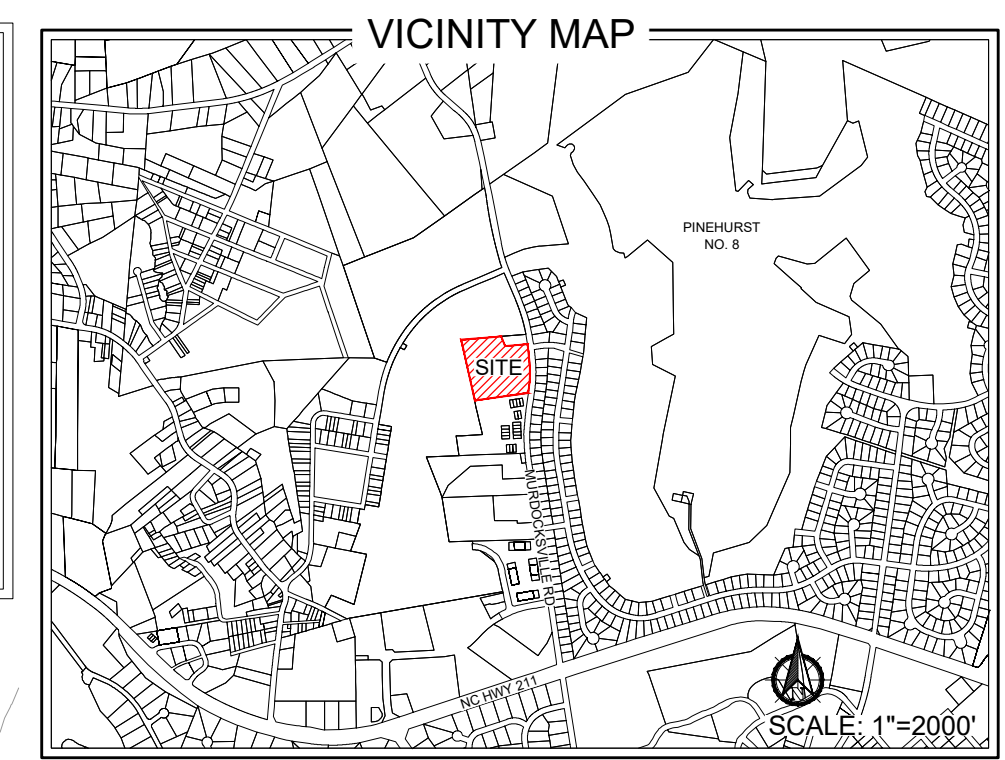 VICINITY MAP
PINEHURST
NO. 8
SITE
MURDOCKSVILLE RD
NC HWY 211
SCALE: 1"=2000'